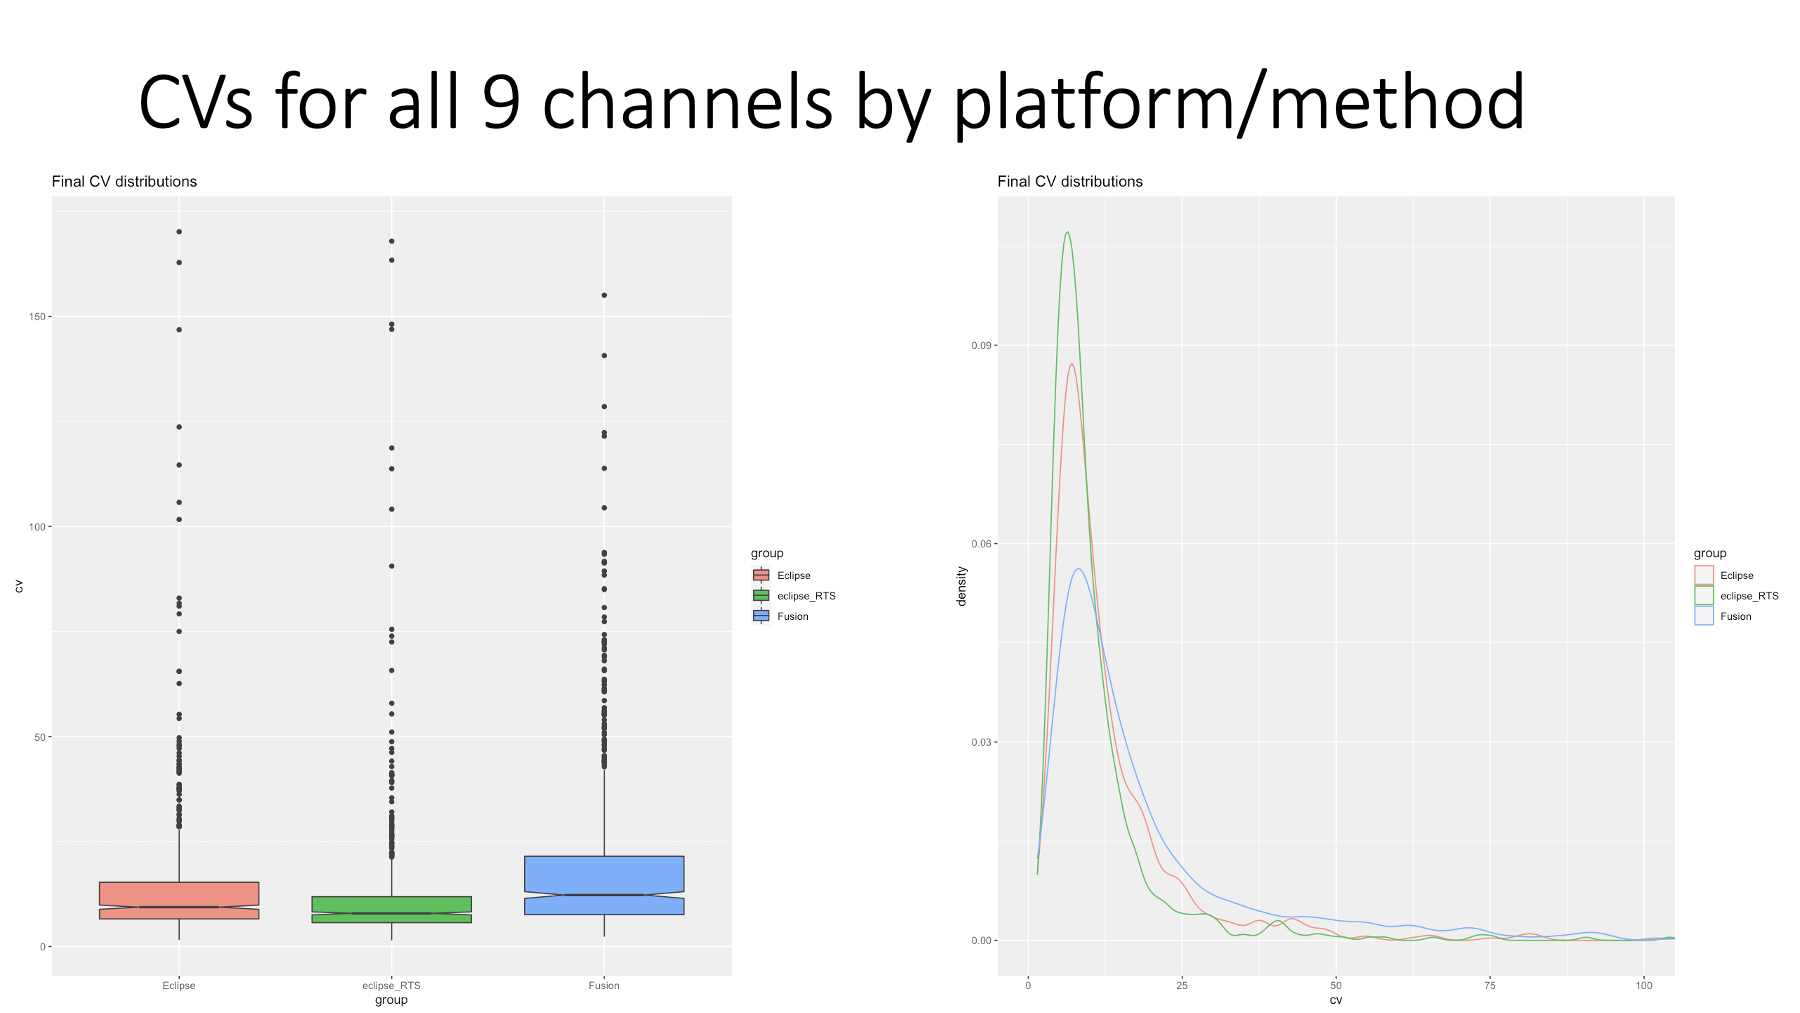 CVs for all 9 channels by platform/method
Final CV distributions
150
100
50
0
cv
Eclipse
eclipse_RTS
Fusion
group
group
Eclipse
eclipse_RTS
Fusion
Final CV distributions
0.09
0.06
0.03
0.00
density
0
25
50
75
100
cv
group
Eclipse
eclipse_RTS
Fusion